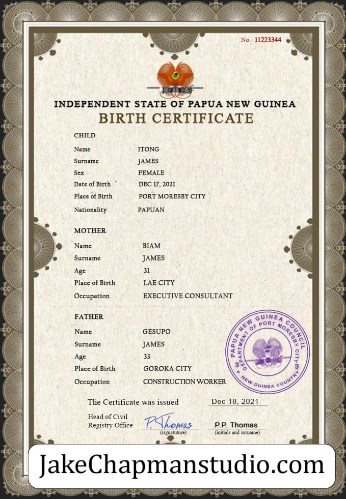 No. 11223344
INDEPENDENT STATE OF PAPUA NEW GUINEA
BIRTH CERTIFICATE
CHILD
Name ITONG
Surname JAMES
Sex FEMALE
Date of Birth DEC 17, 2021
Place of Birth PORT MORESBY CITY
Nationality PAPUAN
MOTHER
Name BIAM
Surname JAMES
Age 31
Place of Birth LAE CITY
Occupation EXECUTIVE CONSULTANT
FATHER
Name GESUPO
Surname JAMES
Age 33
Place of Birth GOROKA CITY
Occupation CONSTRUCTION WORKER
PAPUA NEW GUINEA COUNCIL
DEPARTMENT OF PORT MORESBY CITY
NEW GUINEA COUNTRY
The Certificate was issued Dec 18, 2021
Head of Civil
Registry Office P.Thomas P.P. Thomas
(signature) (initials and surname)
JakeChapmanstudio.com